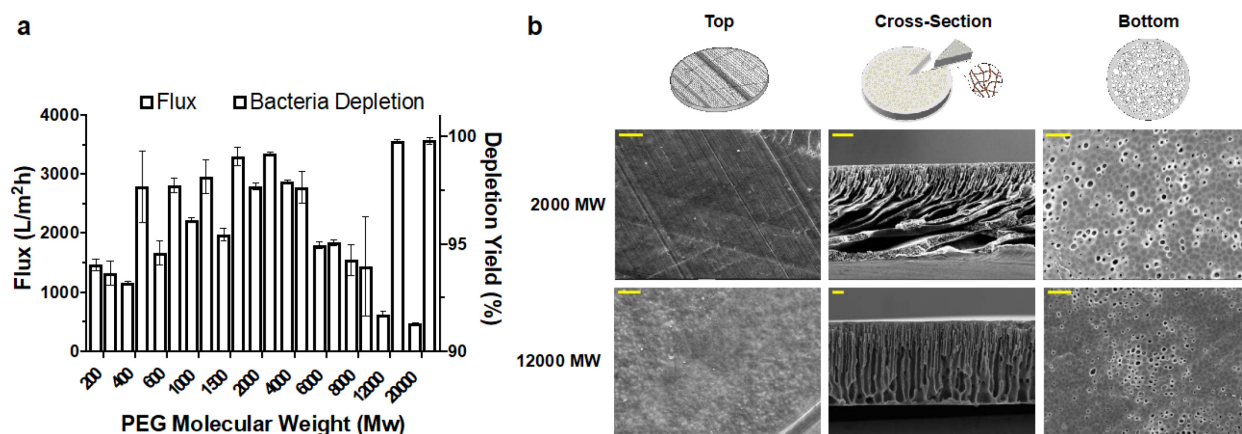 a
Flux
Bacteria Depletion
Flux (L/m²h)
4000
3000
2000
1000
0
100
95
90
Depletion Yield (%)
200
400
600
1000
1500
2000
4000
6000
8000
12000
20000
PEG Molecular Weight (Mw)
b
Top
Cross-Section
Bottom
2000 MW
12000 MW